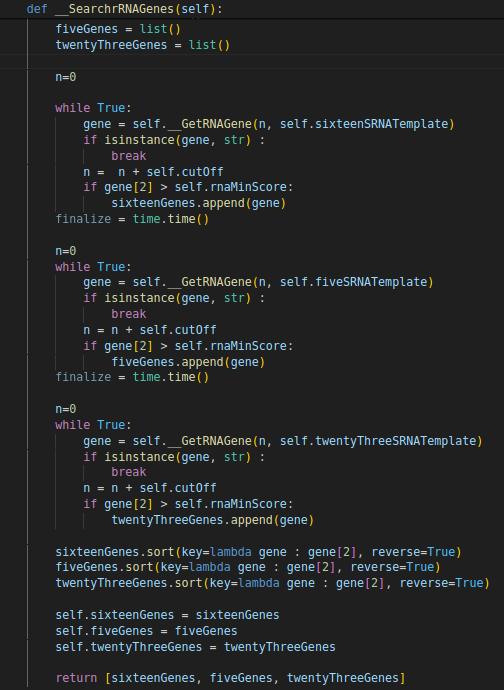 def __SearchrRNAGenes(self):
fiveGenes = list()
twentyThreeGenes = list()
n=0
while True:
gene = self.__GetRNAGene(n, self.sixteenSRNATemplate)
if isinstance(gene, str) :
break
n =  n + self.cutOff
if gene[2] > self.rnaMinScore:
sixteenGenes.append(gene)
finalize = time.time()
n=0
while True:
gene = self.__GetRNAGene(n, self.fiveSRNATemplate)
if isinstance(gene, str) :
break
n = n + self.cutOff
if gene[2] > self.rnaMinScore:
fiveGenes.append(gene)
finalize = time.time()
n=0
while True:
gene = self.__GetRNAGene(n, self.twentyThreeSRNATemplate)
if isinstance(gene, str) :
break
n = n + self.cutOff
if gene[2] > self.rnaMinScore:
twentyThreeGenes.append(gene)
sixteenGenes.sort(key=lambda gene : gene[2], reverse=True)
fiveGenes.sort(key=lambda gene : gene[2], reverse=True)
twentyThreeGenes.sort(key=lambda gene : gene[2], reverse=True)
self.sixteenGenes = sixteenGenes
self.fiveGenes = fiveGenes
self.twentyThreeGenes = twentyThreeGenes
return [sixteenGenes, fiveGenes, twentyThreeGenes]